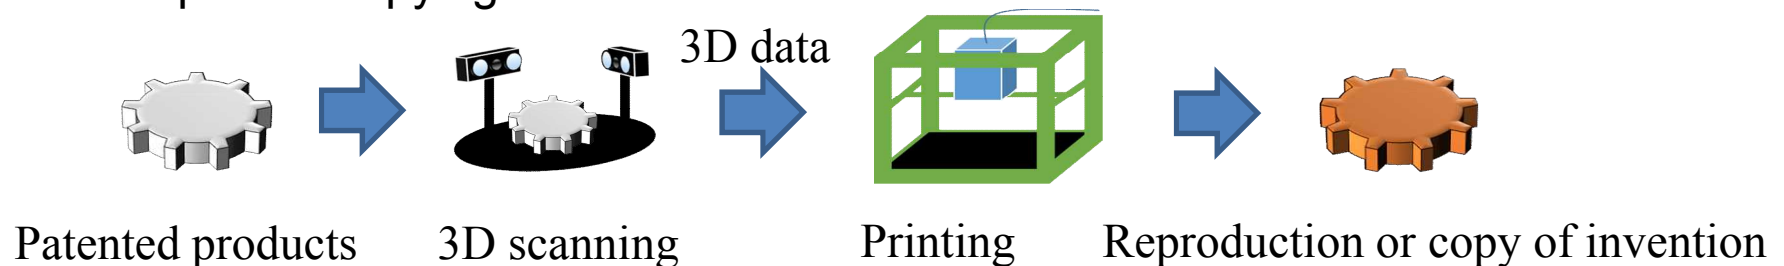 3D data
Patented products
3D scanning
Printing
Reproduction or copy of invention